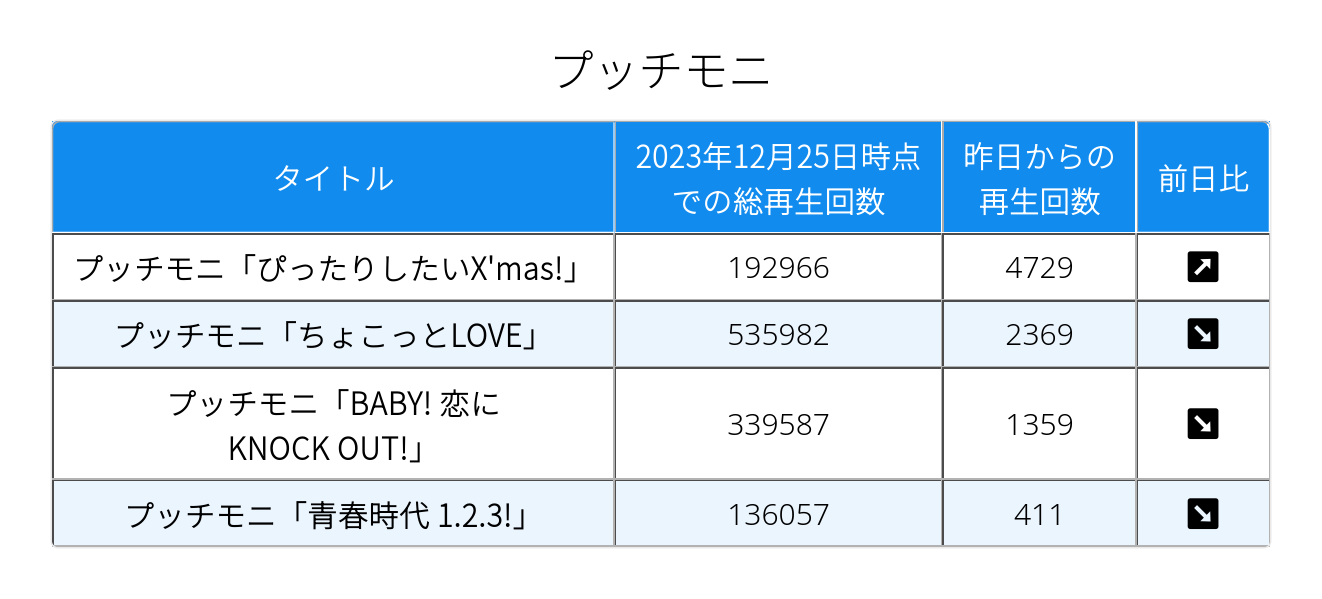 プッチモニ
タイトル
2023年12月25日時点
での総再生回数
昨日からの
再生回数
前日比
プッチモニ「ぴったりしたいX'mas!」
192966
4729
プッチモニ「ちょこっとLOVE」
535982
2369
プッチモニ「BABY! 恋に
KNOCK OUT!」
339587
1359
プッチモニ「青春時代 1.2.3!」
136057
411